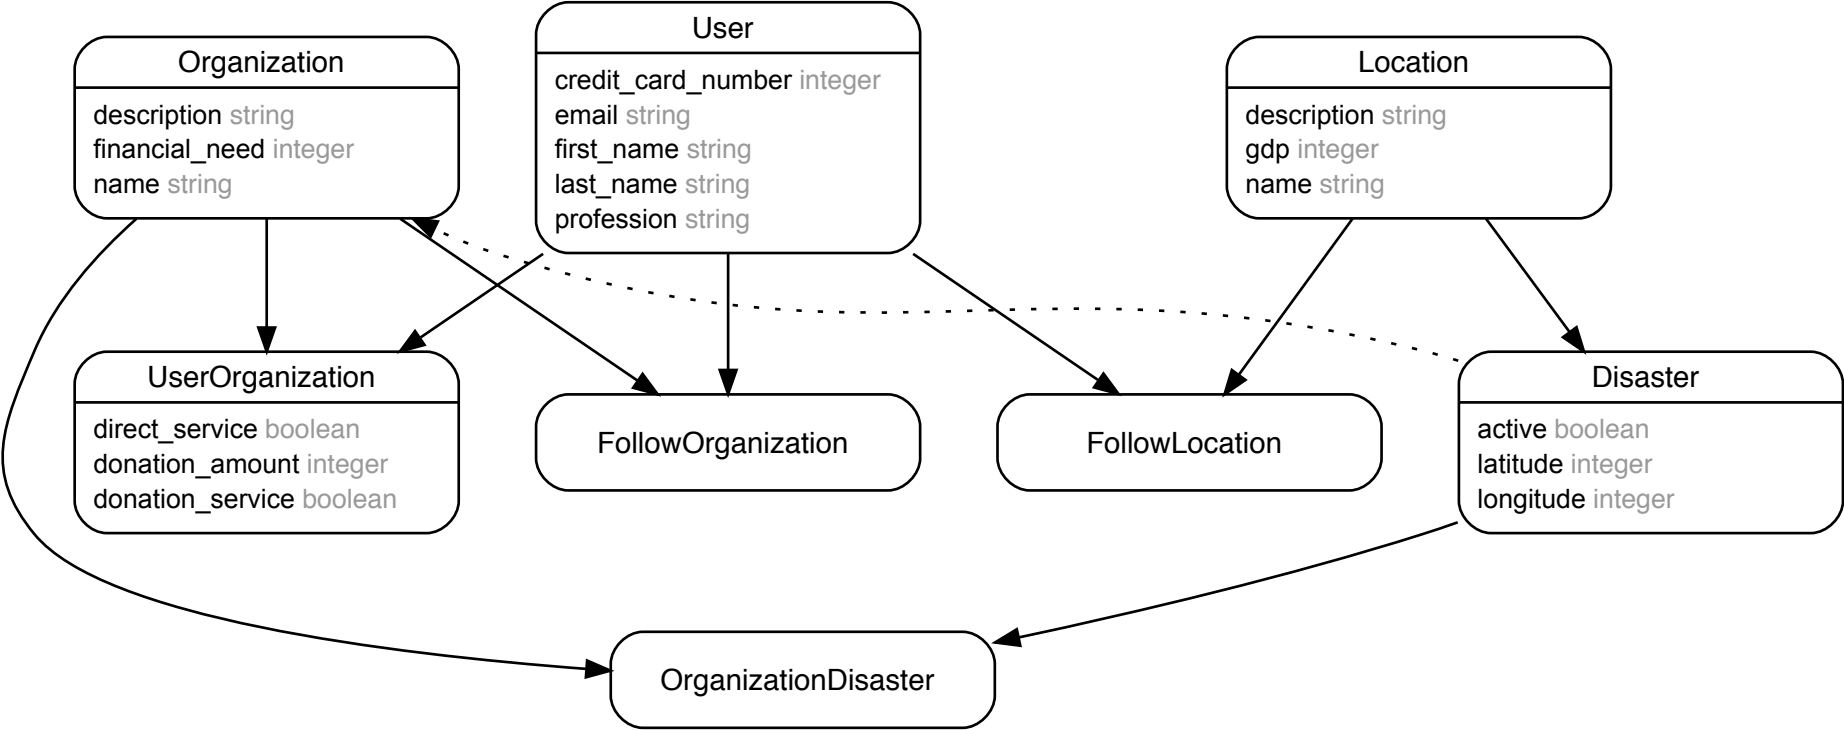 Organization
description string
financial_need integer
name string
User
credit_card_number integer
email string
first_name string
last_name string
profession string
Location
description string
gdp integer
name string
UserOrganization
direct_service boolean
donation_amount integer
donation_service boolean
FollowOrganization
FollowLocation
Disaster
active boolean
latitude integer
longitude integer
OrganizationDisaster